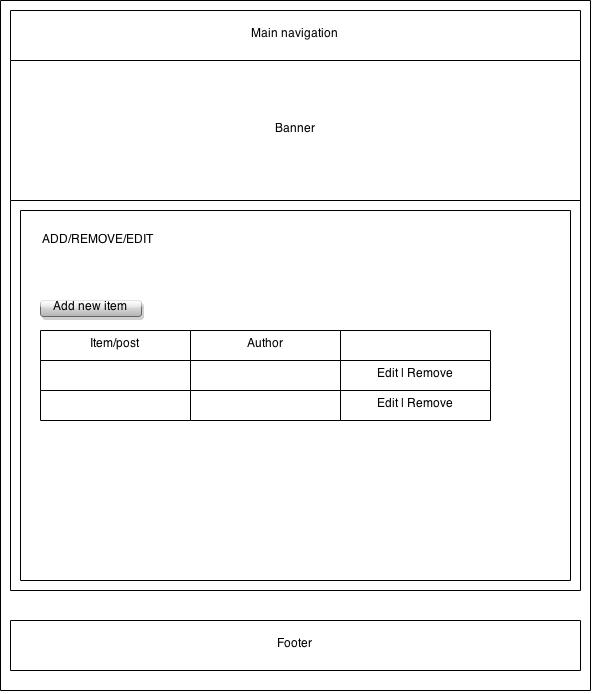 Main navigation
Banner
ADD/REMOVE/EDIT
Add new item
Item/post Author
Edit | Remove
Edit | Remove
Footer